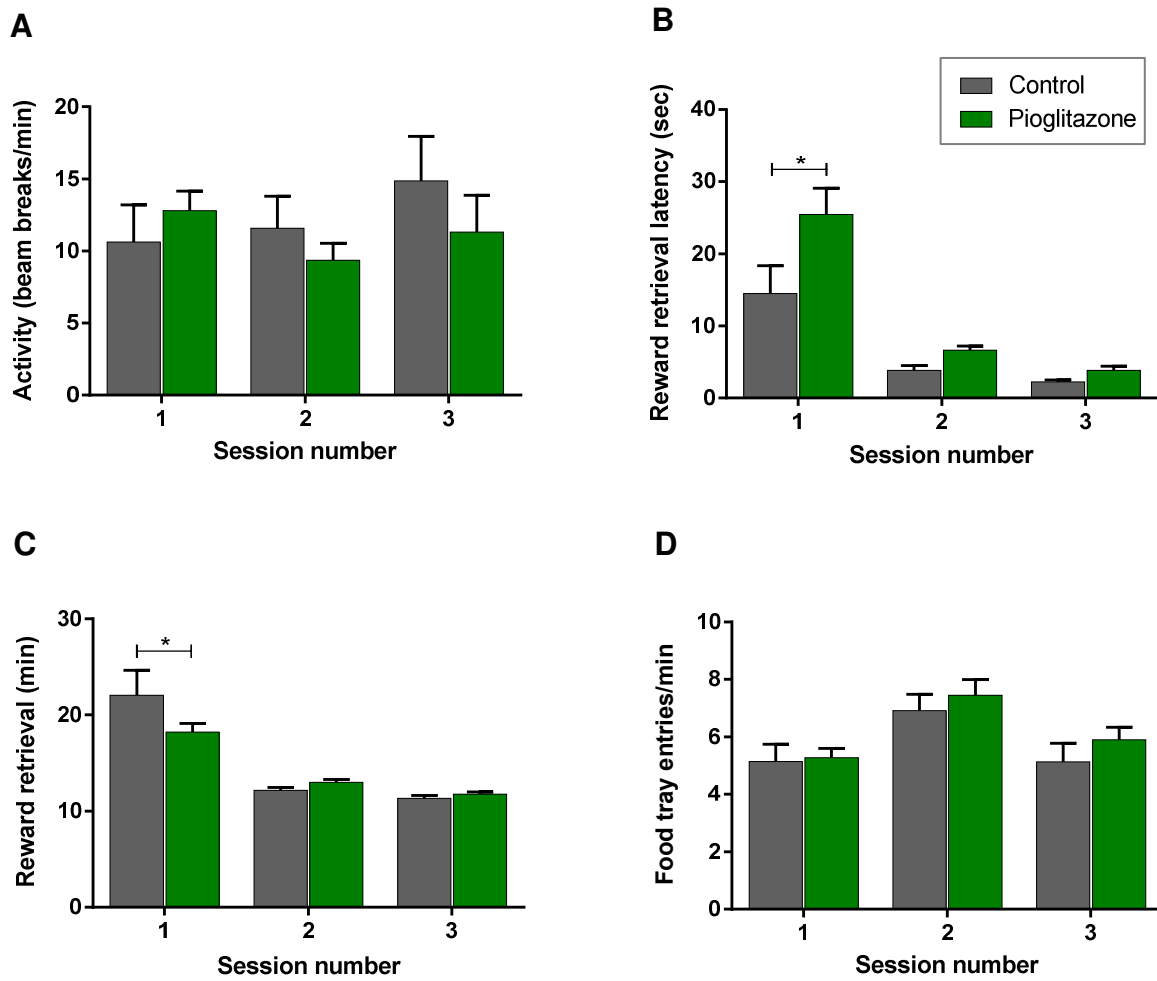 A
Activity (beam breaks/min)
20
15
10
5
0
1 2 3
Session number
B
Control
Pioglitazone
Reward retrieval latency (sec)
40
30
20
10
0
*
1 2 3
Session number
C
Reward retrieval (min)
30
20
10
0
*
1 2 3
Session number
D
Food tray entries/min
10
8
6
4
2
0
1 2 3
Session number